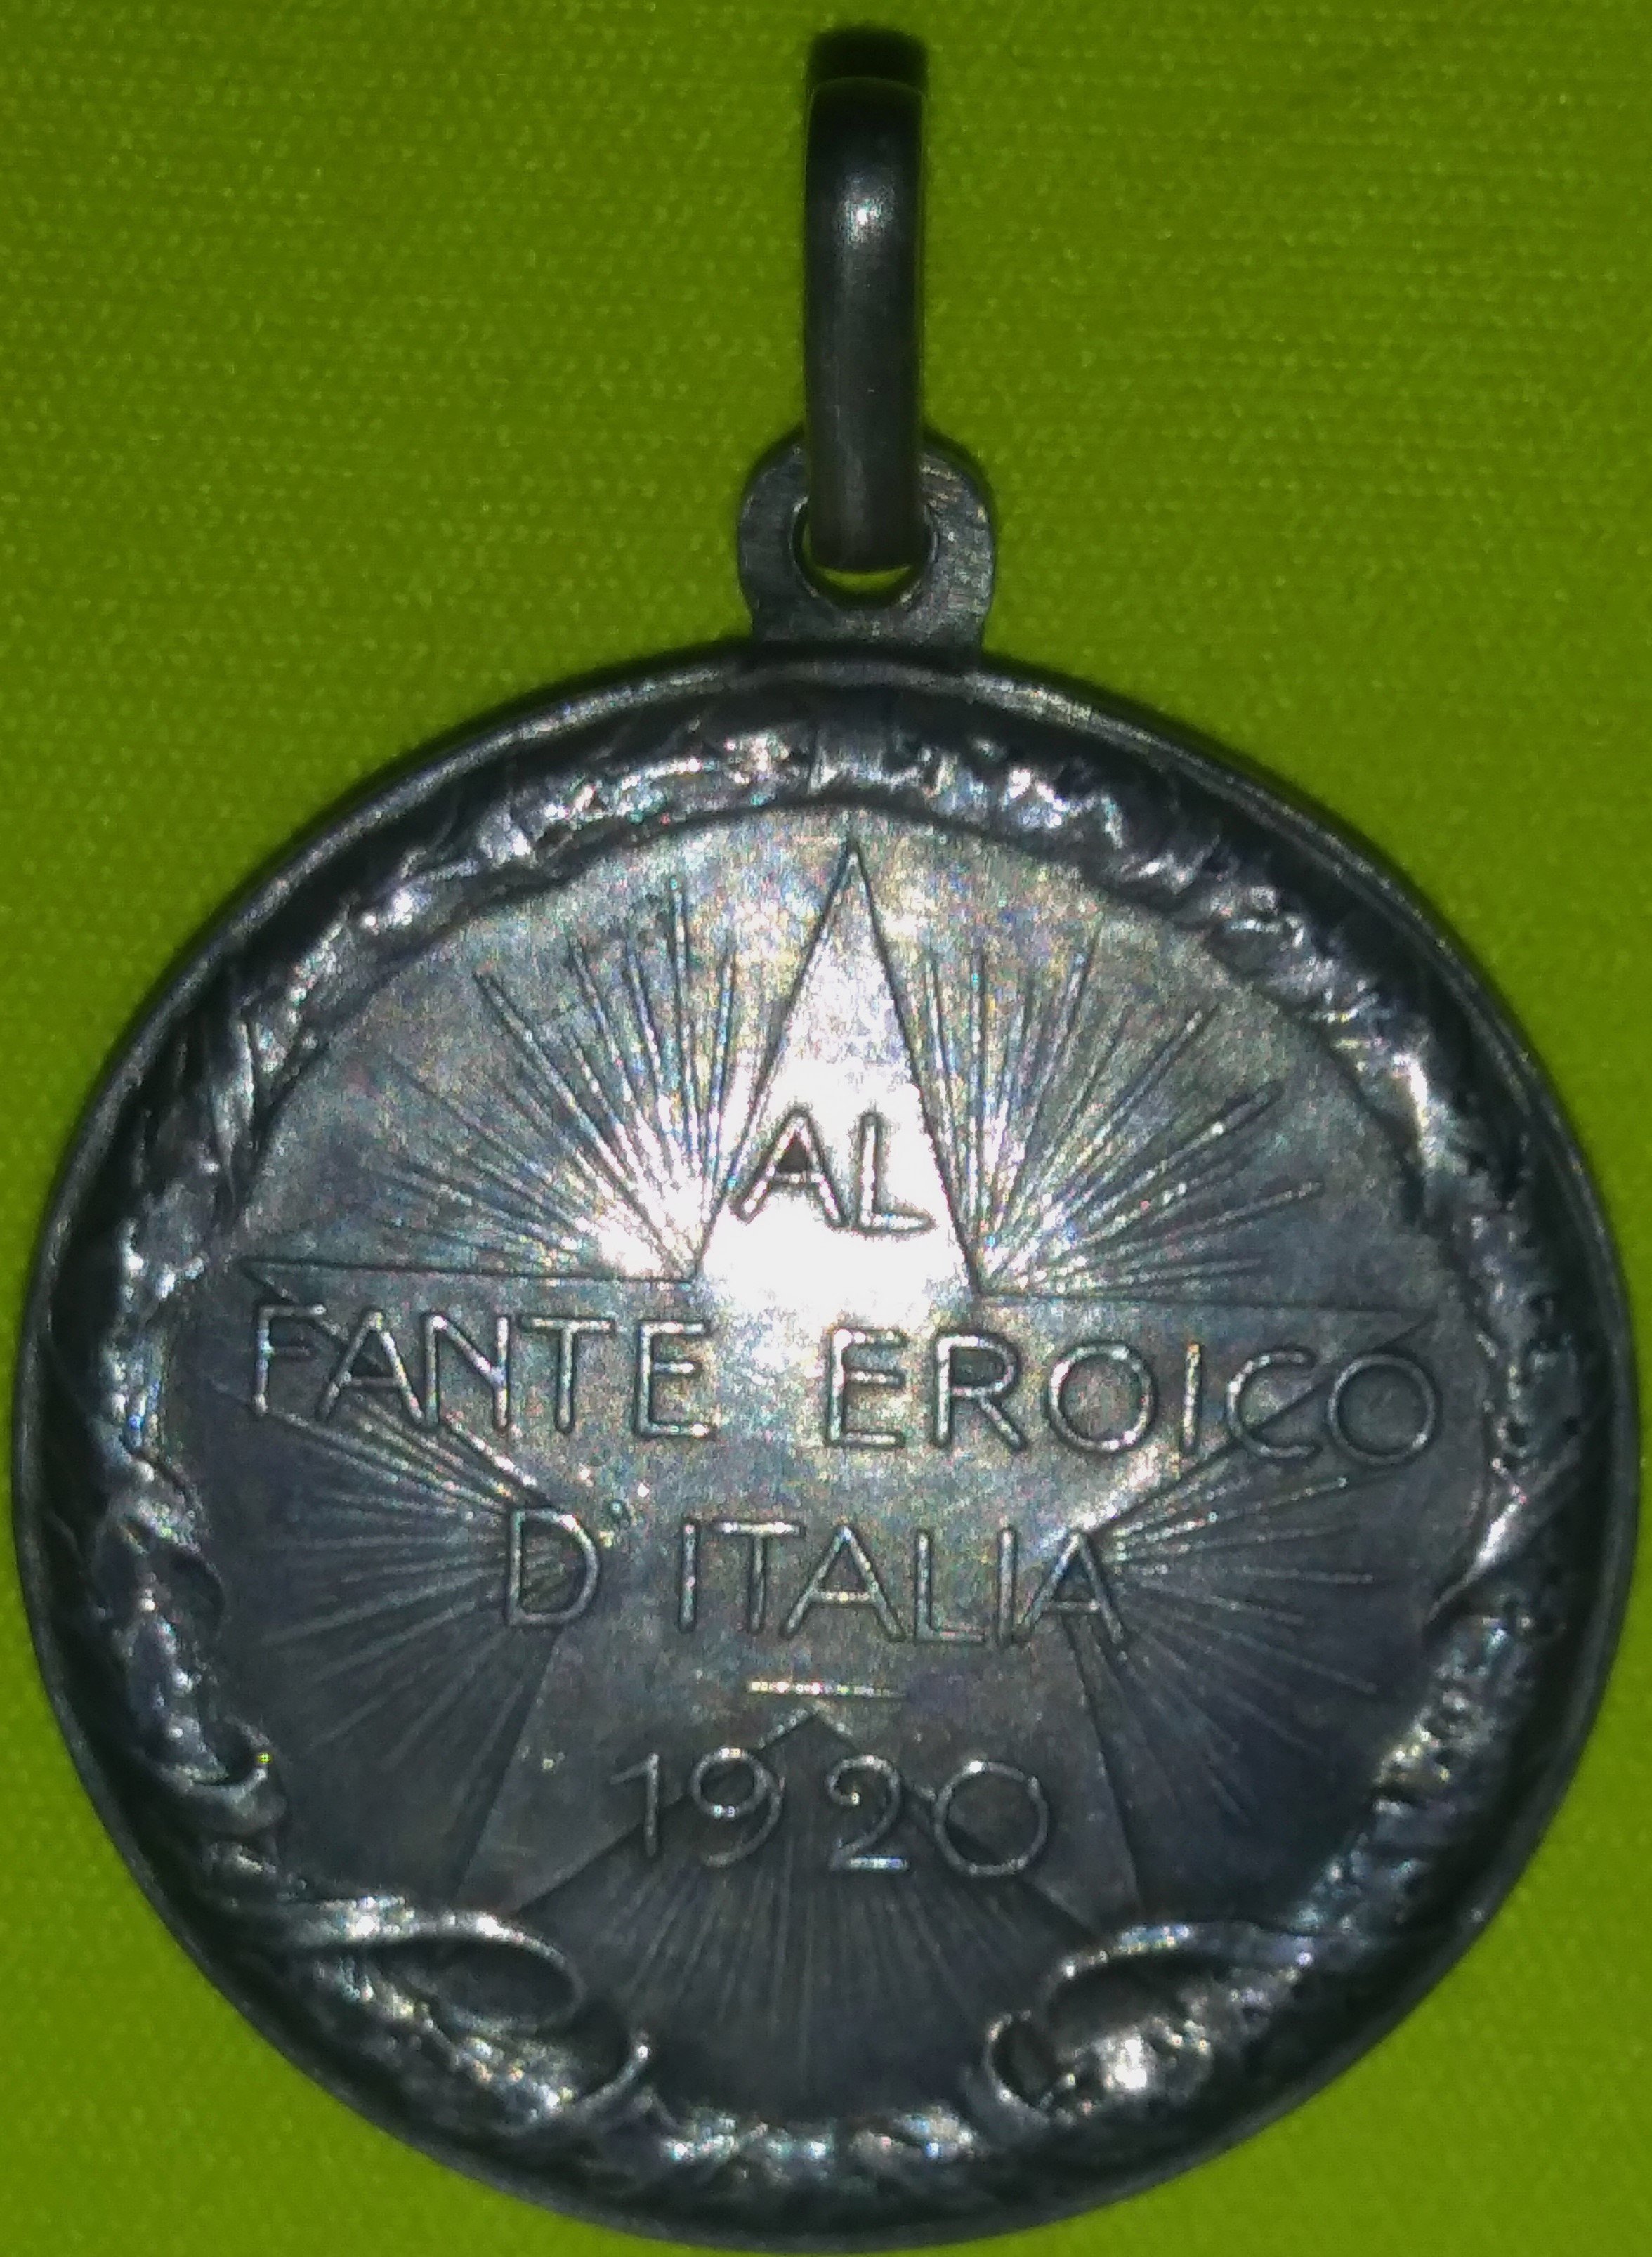 AL
FANTE EROICO
D'ITALIA
1920